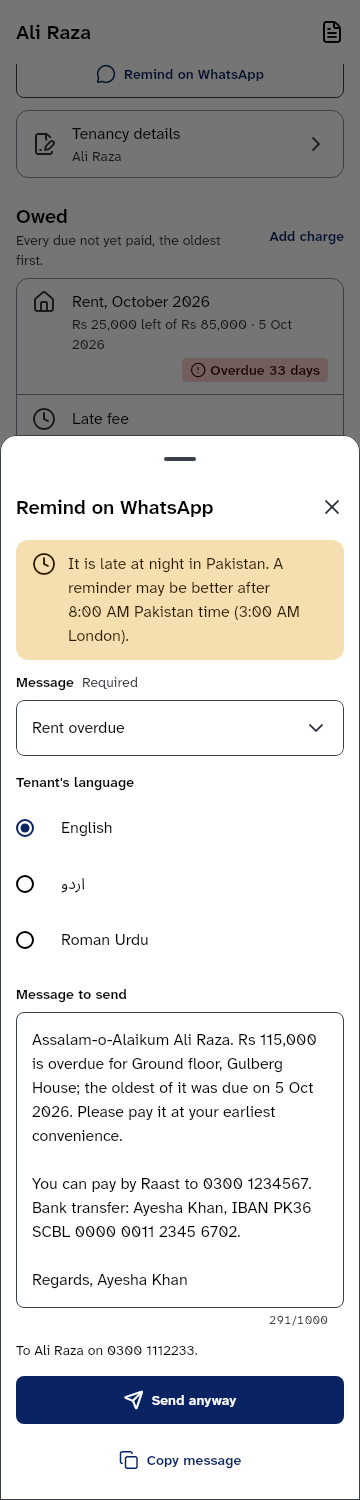 Ali Raza
Remind on WhatsApp
Tenancy details
Ali Raza
Owed
Every due not yet paid, the oldest
first.
Add charge
Rent, October 2026
Rs 25,000 left of Rs 85,000 · 5 Oct
2026
Overdue 33 days
Late fee
Remind on WhatsApp
It is late at night in Pakistan. A
reminder may be better after
8:00 AM Pakistan time (3:00 AM
London).
Message Required
Rent overdue
Tenant's language
English
اردو
Roman Urdu
Message to send
Assalam-o-Alaikum Ali Raza. Rs 115,000
is overdue for Ground floor, Gulberg
House; the oldest of it was due on 5 Oct
2026. Please pay it at your earliest
convenience.
You can pay by Raast to 0300 1234567.
Bank transfer: Ayesha Khan, IBAN PK36
SCBL 0000 0011 2345 6702.
Regards, Ayesha Khan
291/1000
To Ali Raza on 0300 1112233.
Send anyway
Copy message